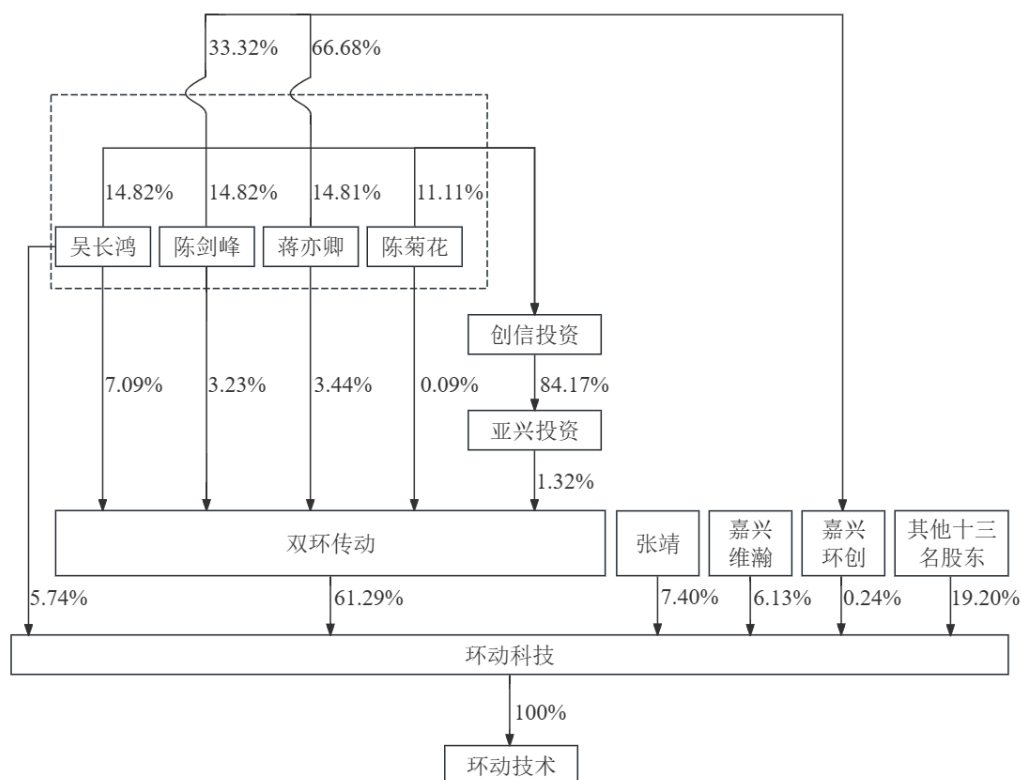 33.32%
66.68%
14.82%
14.82%
14.81%
11.11%
吴长鸿
陈剑峰
蒋亦卿
陈菊花
创信投资
7.09%
3.23%
3.44%
0.09%
84.17%
亚兴投资
1.32%
双环传动
张靖
嘉兴
维瀚
嘉兴
环创
其他十三
名股东
5.74%
61.29%
7.40%
6.13%
0.24%
19.20%
环动科技
100%
环动技术